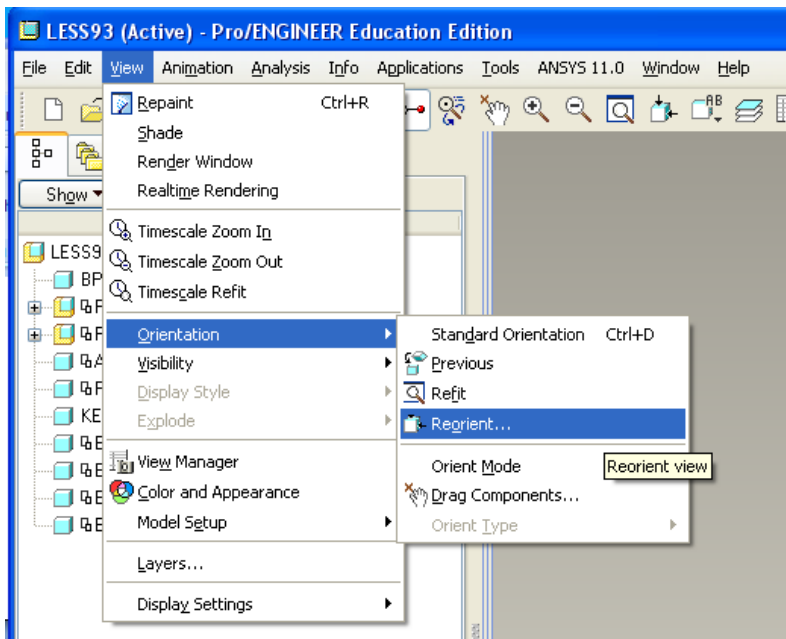 LESS93 (Active) - Pro/ENGINEER Education Edition
File Edit View Animation Analysis Info Applications Tools ANSYS 11.0 Window Help
Repaint Ctrl+R
Shade
Render Window
Realtime Rendering
Timescale Zoom In
Timescale Zoom Out
Timescale Refit
Orientation
Visibility
Display Style
Explode
View Manager
Color and Appearance
Model Setup
Layers...
Display Settings
Standard Orientation Ctrl+D
Previous
Refit
Reorient...
Orient Mode
Drag Components...
Orient Type
Reorient view
Show
LESS9
BP
F
F
A
F
KE
E
E
E
E
AB